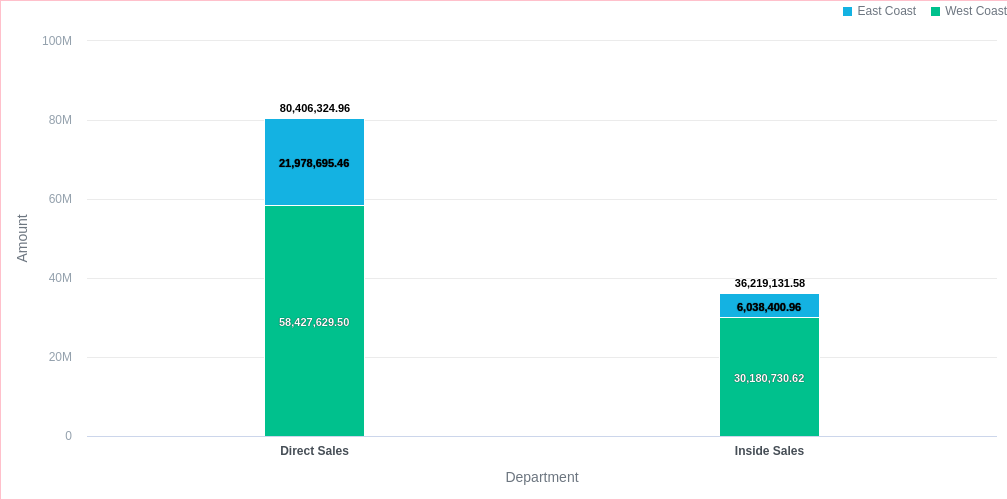 East Coast West Coast
100M
80M
60M
40M
20M
0
Amount
80,406,324.96
21,978,695.46
58,427,629.50
36,219,131.58
6,038,400.96
30,180,730.62
Direct Sales Inside Sales
Department